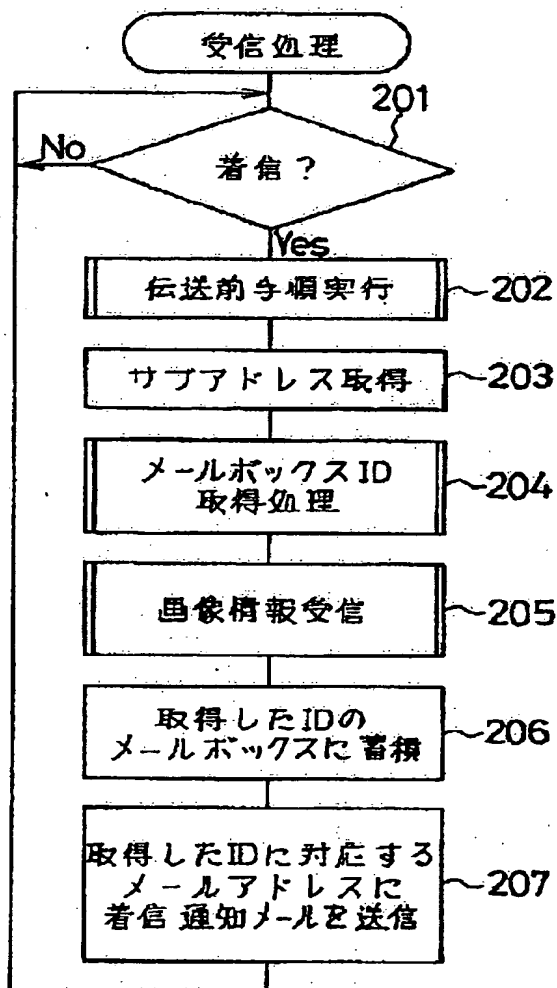 受信処理
201
No
着信?
Yes
伝送前手順実行
202
サブアドレス取得
203
メールボックスID
取得処理
204
画像情報受信
205
取得したIDの
メールボックスに蓄積
206
取得したIDに対応する
メールアドレスに
着信通知メールを送信
207